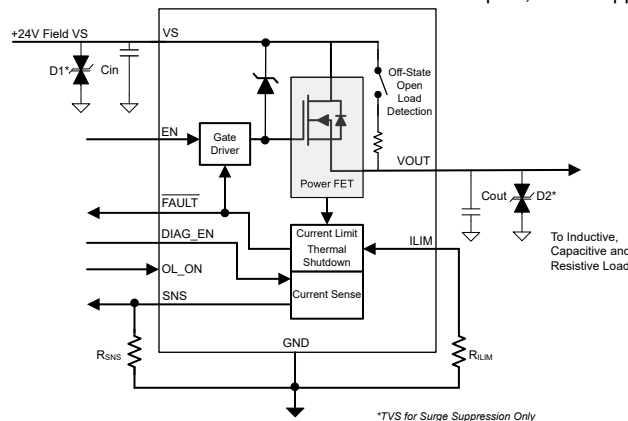 +24V Field VS
VS
D1*
Cin
Off-State
Open
Load
Detection
EN
Gate
Driver
VOUT
Power FET
FAULT
Cout
D2*
DIAG_EN
Current Limit
Thermal
Shutdown
ILIM
To Inductive,
Capacitive and
Resistive Load
OL_ON
Current Sense
SNS
GND
RSNS
RILIM
*TVS for Surge Suppression Only